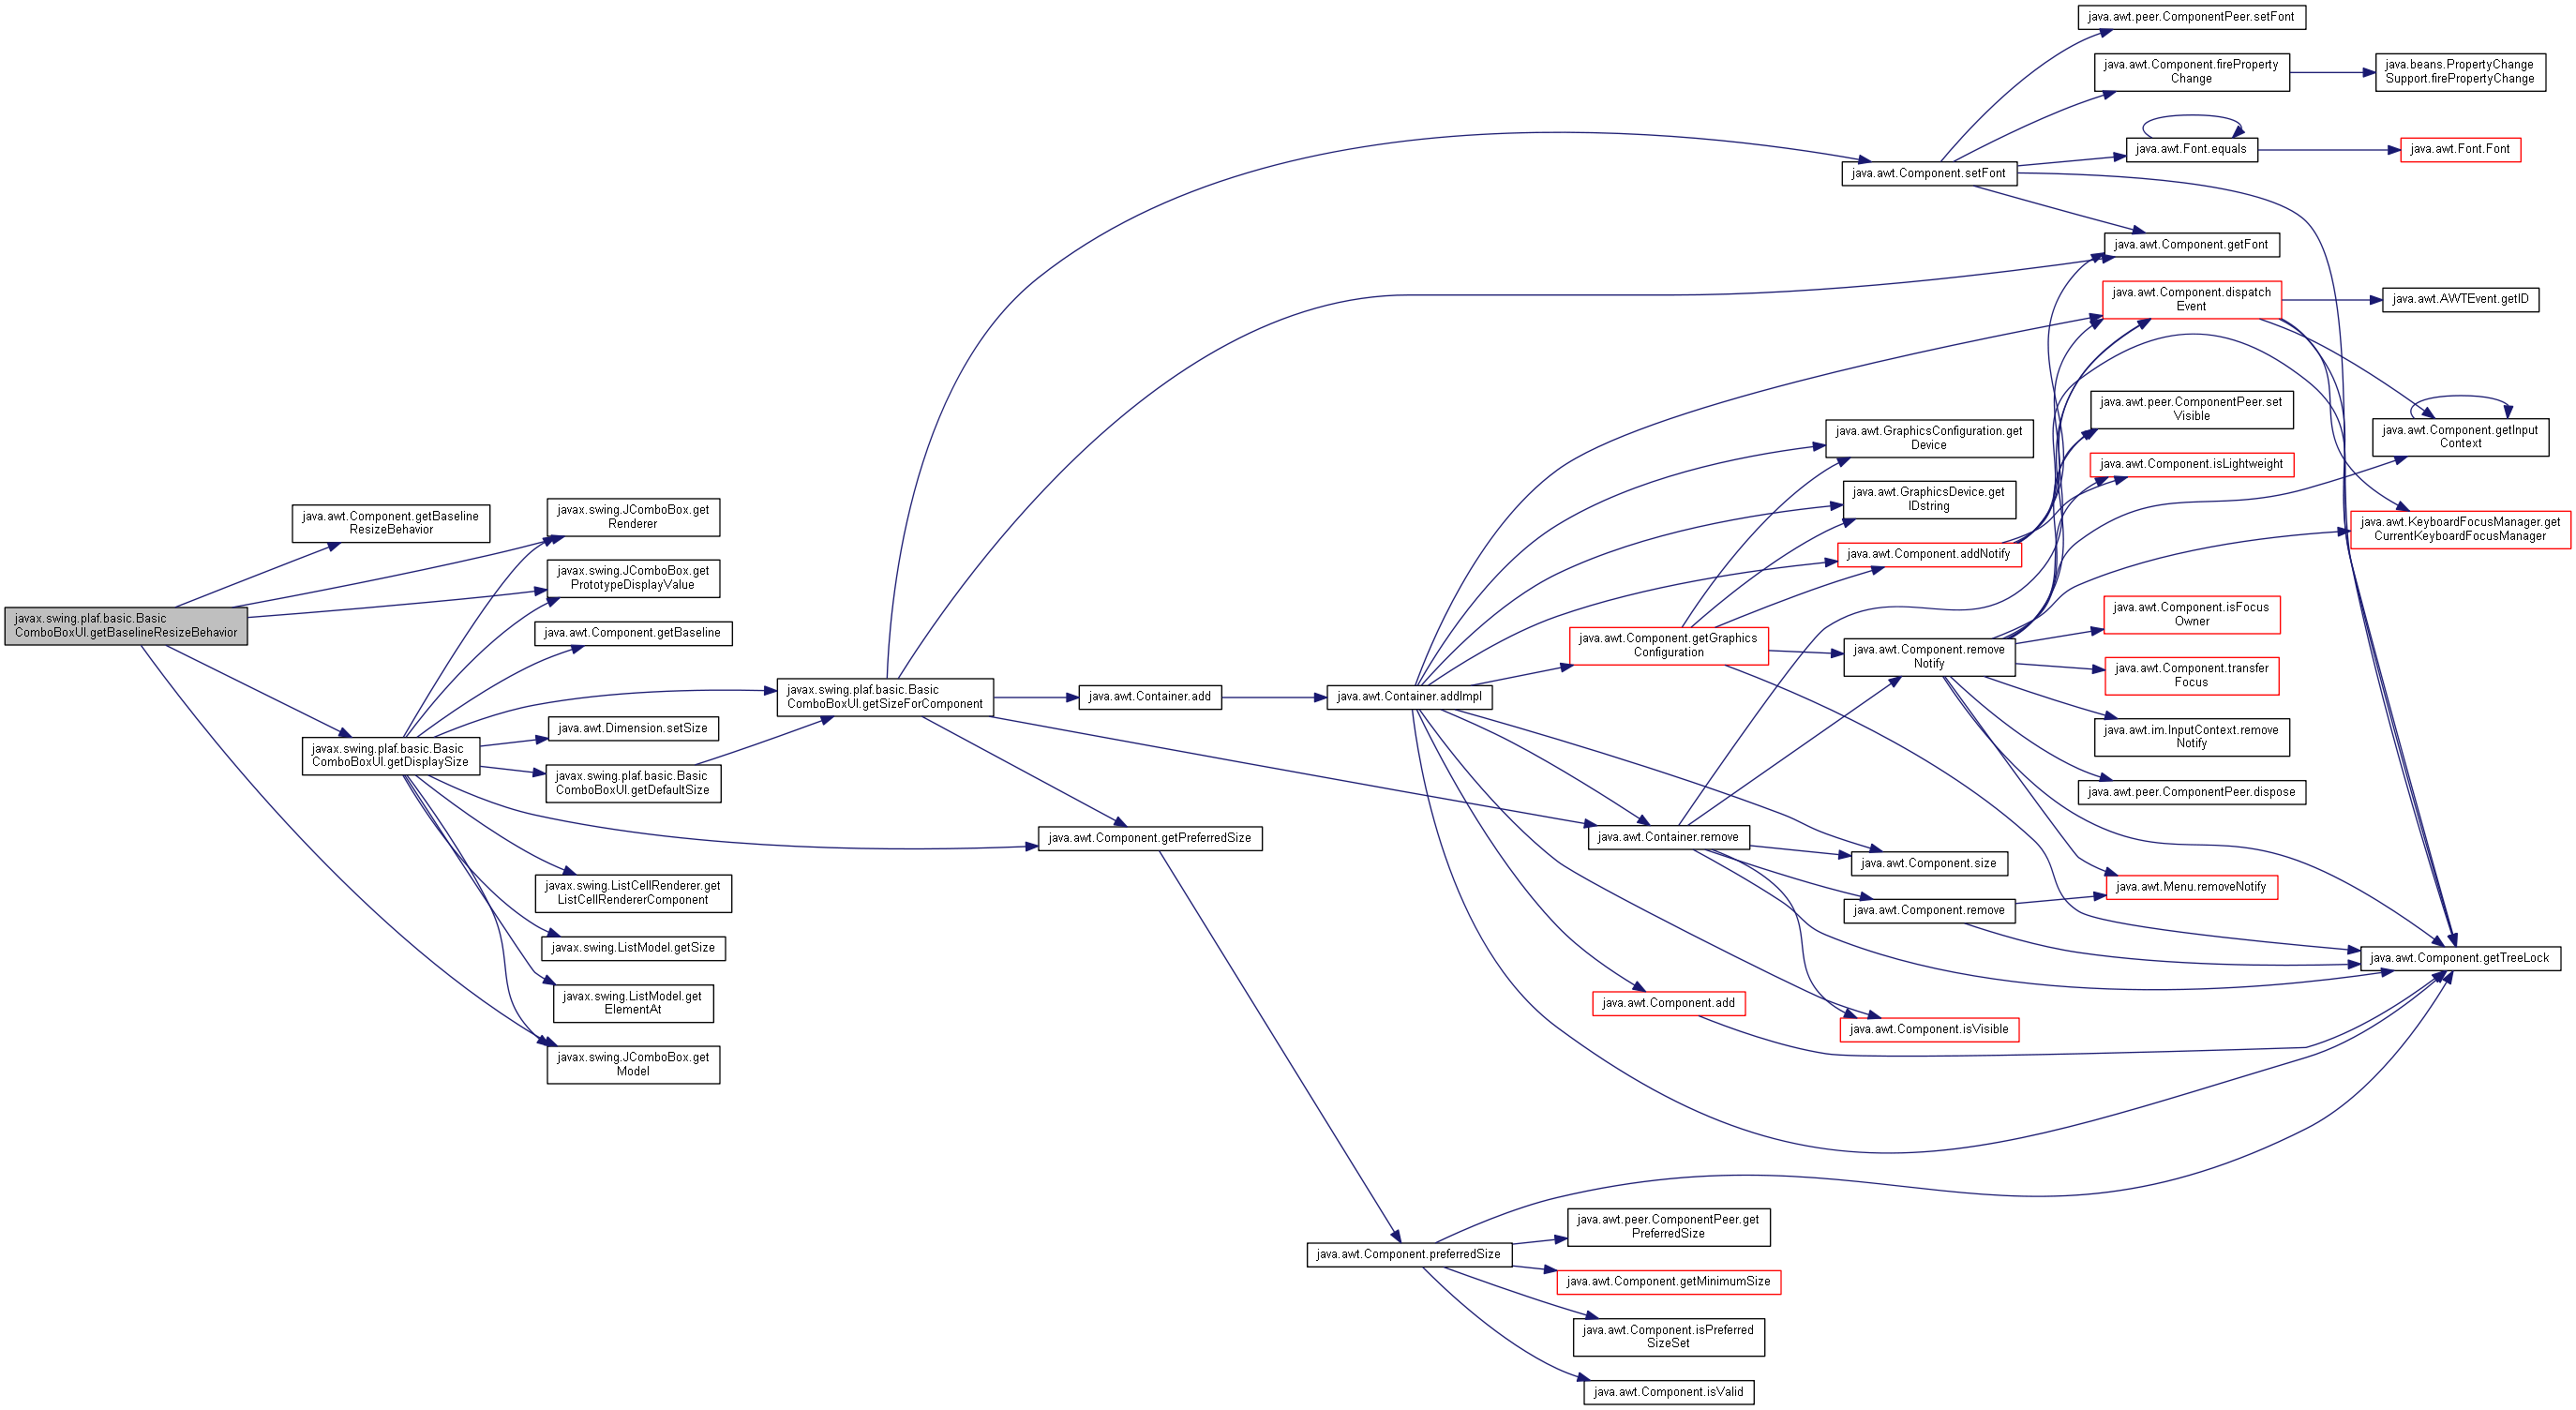 javax.swing.plaf.basic.Basic
ComboBoxUI.getBaselineResizeBehavior
java.awt.Component.getBaseline
ResizeBehavior
javax.swing.plaf.basic.Basic
ComboBoxUI.getDisplaySize
javax.swing.JComboBox.get
Renderer
javax.swing.JComboBox.get
PrototypeDisplayValue
java.awt.Component.getBaseline
java.awt.Dimension.setSize
javax.swing.plaf.basic.Basic
ComboBoxUI.getDefaultSize
javax.swing.ListCellRenderer.get
ListCellRendererComponent
javax.swing.ListModel.getSize
javax.swing.ListModel.get
ElementAt
javax.swing.JComboBox.get
Model
javax.swing.plaf.basic.Basic
ComboBoxUI.getSizeForComponent
java.awt.Container.add
java.awt.Component.getPreferredSize
java.awt.Container.addImpl
java.awt.Component.preferredSize
java.awt.Component.getGraphics
Configuration
java.awt.Container.remove
java.awt.Component.add
java.awt.peer.ComponentPeer.get
PreferredSize
java.awt.Component.getMinimumSize
java.awt.Component.isPreferred
SizeSet
java.awt.Component.isValid
java.awt.Component.setFont
java.awt.GraphicsConfiguration.get
Device
java.awt.GraphicsDevice.get
IDstring
java.awt.Component.addNotify
java.awt.Component.remove
Notify
java.awt.Component.size
java.awt.Component.remove
java.awt.Component.isVisible
java.awt.peer.ComponentPeer.setFont
java.awt.Component.fireProperty
Change
java.awt.Font.equals
java.awt.Component.getFont
java.awt.Component.dispatch
Event
java.awt.peer.ComponentPeer.set
Visible
java.awt.Component.isLightweight
java.awt.Component.isFocus
Owner
java.awt.Component.transfer
Focus
java.awt.im.InputContext.remove
Notify
java.awt.peer.ComponentPeer.dispose
java.awt.Menu.removeNotify
java.beans.PropertyChange
Support.firePropertyChange
java.awt.Font.Font
java.awt.AWTEvent.getID
java.awt.Component.getInput
Context
java.awt.KeyboardFocusManager.get
CurrentKeyboardFocusManager
java.awt.Component.getTreeLock